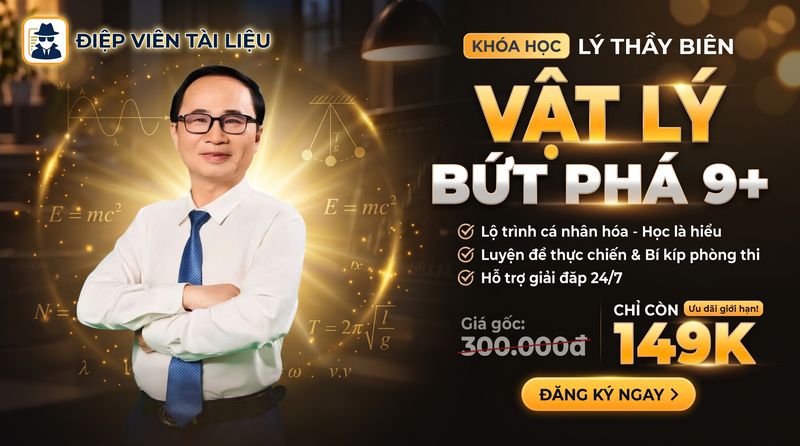 ĐIỆP VIÊN TÀI LIỆU
KHÓA HỌC LÝ THẦY BIÊN
VẬT LÝ
BỨT PHÁ 9+
Lộ trình cá nhân hóa - Học là hiểu
Luyện đề thực chiến & Bí kíp phòng thi
Hỗ trợ giải đáp 24/7
Giá gốc:
300.000đ
CHỈ CÒN Ưu đãi giới hạn!
149K
ĐĂNG KÝ NGAY >
λ
E = mc²
E = mc²
N =
T = 2π√(l/g)
λ
ω
v.v